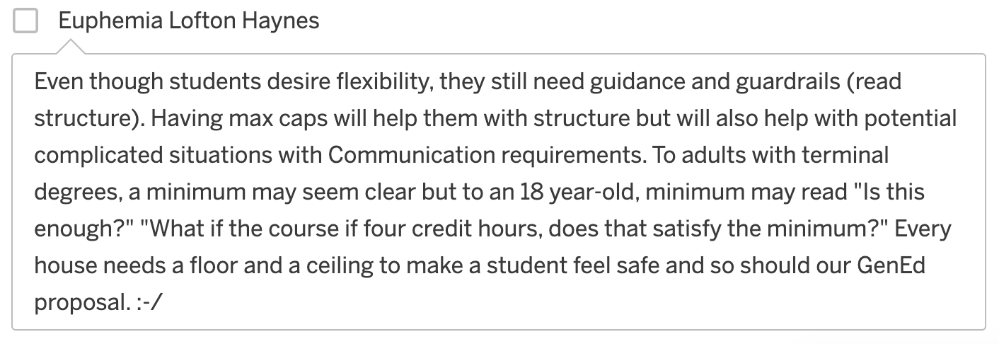 Euphemia Lofton Haynes
Even though students desire flexibility, they still need guidance and guardrails (read
structure). Having max caps will help them with structure but will also help with potential
complicated situations with Communication requirements. To adults with terminal
degrees, a minimum may seem clear but to an 18 year-old, minimum may read "Is this
enough?" "What if the course if four credit hours, does that satisfy the minimum?" Every
house needs a floor and a ceiling to make a student feel safe and so should our GenEd
proposal. :-/